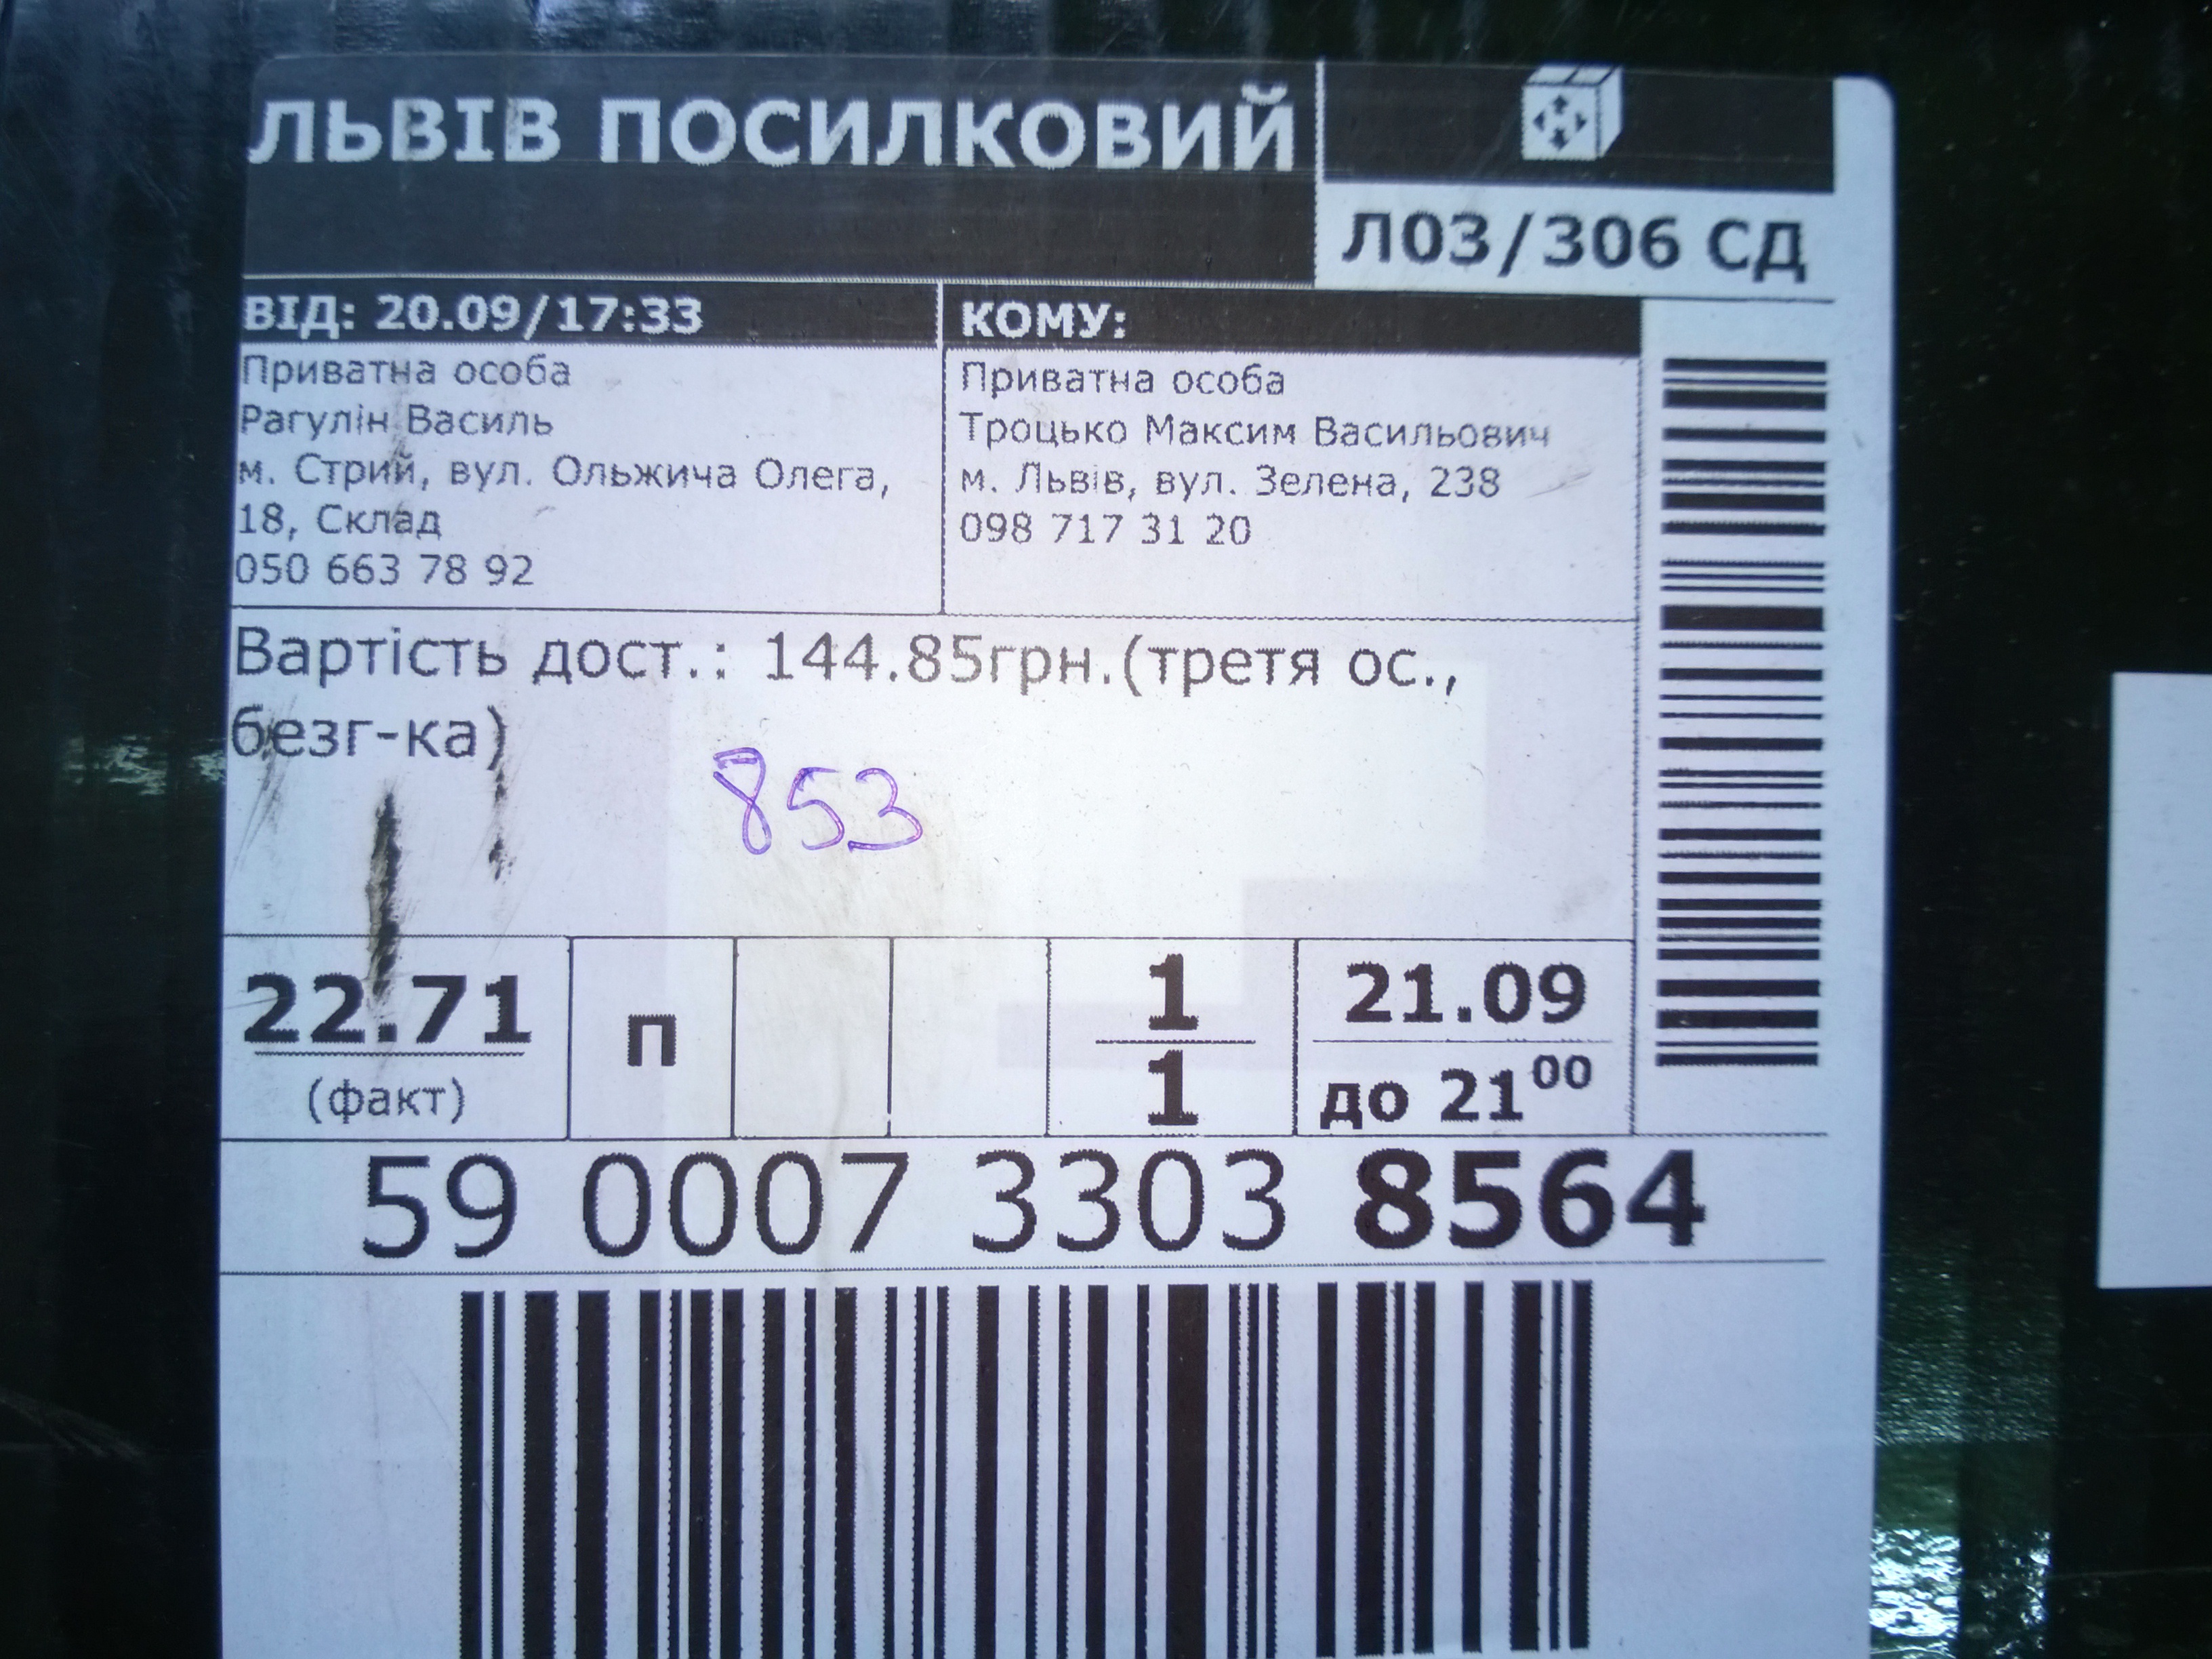 ЛЬВІВ ПОСИЛКОВИЙ
Л03/306 СД
ВІД: 20.09/17:33
Приватна особа
Рагулін Василь
м. Стрий, вул. Ольжича Олега,
18, Склад
050 663 78 92
КОМУ:
Приватна особа
Троцько Максим Васильович
м. Львів, вул. Зелена, 238
098 717 31 20
Вартість дост.: 144.85грн.(третя ос.,
безг-ка)
853
22.71
(факт)
п
1
1
21.09
до 21⁰⁰
59 0007 3303 8564